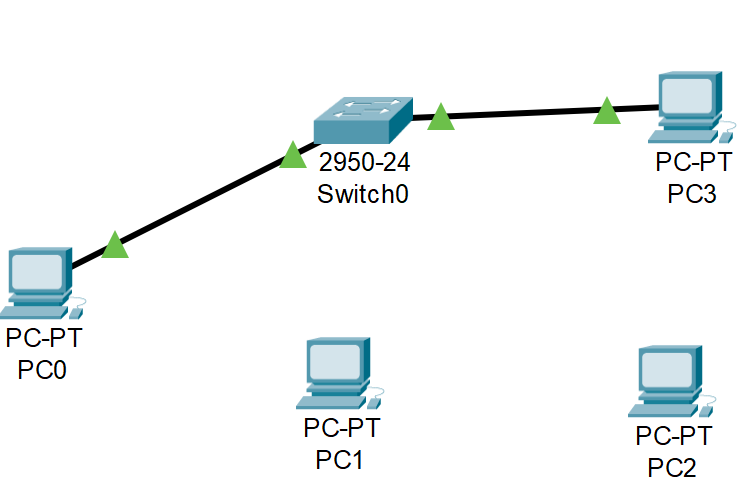 2950-24
Switch0
PC-PT
PC3
PC-PT
PC0
PC-PT
PC1
PC-PT
PC2